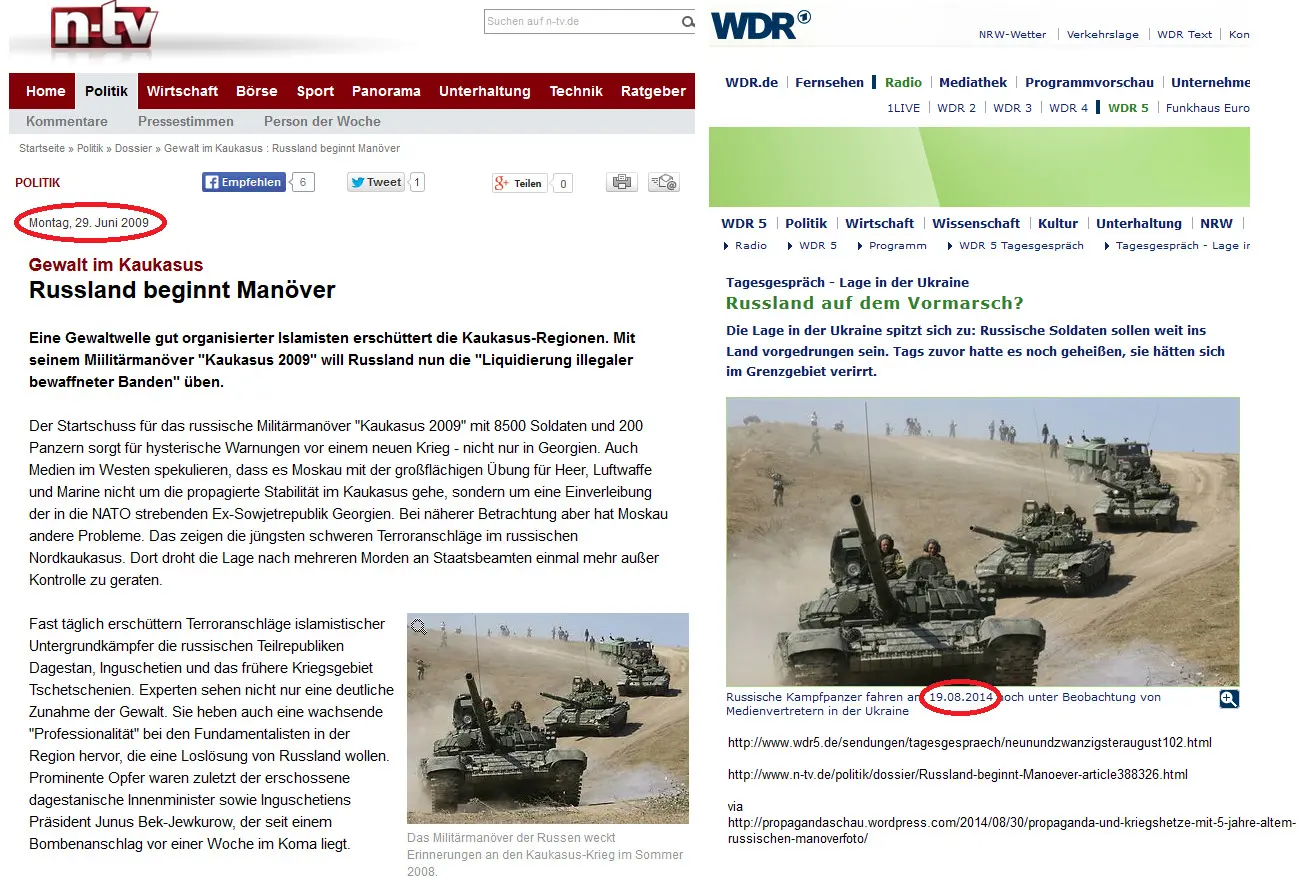 n-tv
Suchen auf n-tv.de
Home Politik Wirtschaft Börse Sport Panorama Unterhaltung Technik Ratgeber
Kommentare Pressestimmen Person der Woche
Startseite » Politik » Dossier » Gewalt im Kaukasus : Russland beginnt Manöver
POLITIK
Empfehlen 6 Tweet 1 Teilen 0
Montag, 29. Juni 2009
Gewalt im Kaukasus
Russland beginnt Manöver
Eine Gewaltwelle gut organisierter Islamisten erschüttert die Kaukasus-Regionen. Mit
seinem Miilitärmanöver "Kaukasus 2009" will Russland nun die "Liquidierung illegaler
bewaffneter Banden" üben.
Der Startschuss für das russische Militärmanöver "Kaukasus 2009" mit 8500 Soldaten und 200
Panzern sorgt für hysterische Warnungen vor einem neuen Krieg - nicht nur in Georgien. Auch
Medien im Westen spekulieren, dass es Moskau mit der großflächigen Übung für Heer, Luftwaffe
und Marine nicht um die propagierte Stabilität im Kaukasus gehe, sondern um eine Einverleibung
der in die NATO strebenden Ex-Sowjetrepublik Georgien. Bei näherer Betrachtung aber hat Moskau
andere Probleme. Das zeigen die jüngsten schweren Terroranschläge im russischen
Nordkaukasus. Dort droht die Lage nach mehreren Morden an Staatsbeamten einmal mehr außer
Kontrolle zu geraten.
Fast täglich erschüttern Terroranschläge islamistischer
Untergrundkämpfer die russischen Teilrepubliken
Dagestan, Inguschetien und das frühere Kriegsgebiet
Tschetschenien. Experten sehen nicht nur eine deutliche
Zunahme der Gewalt. Sie heben auch eine wachsende
"Professionalität" bei den Fundamentalisten in der
Region hervor, die eine Loslösung von Russland wollen.
Prominente Opfer waren zuletzt der erschossene
dagestanische Innenminister sowie Inguschetiens
Präsident Junus Bek-Jewkurow, der seit einem
Bombenanschlag vor einer Woche im Koma liegt.
Das Militärmanöver der Russen weckt
Erinnerungen an den Kaukasus-Krieg im Sommer
2008.
WDR
NRW-Wetter Verkehrslage WDR Text Kon
WDR.de Fernsehen Radio Mediathek Programmvorschau Unternehme
1LIVE WDR 2 WDR 3 WDR 4 WDR 5 Funkhaus Euro
WDR 5 Politik Wirtschaft Wissenschaft Kultur Unterhaltung NRW
Radio WDR 5 Programm WDR 5 Tagesgespräch Tagesgespräch - Lage ir
Tagesgespräch - Lage in der Ukraine
Russland auf dem Vormarsch?
Die Lage in der Ukraine spitzt sich zu: Russische Soldaten sollen weit ins
Land vorgedrungen sein. Tags zuvor hatte es noch geheißen, sie hätten sich
im Grenzgebiet verirrt.
Russische Kampfpanzer fahren am 19.08.2014 noch unter Beobachtung von
Medienvertretern in der Ukraine
http://www.wdr5.de/sendungen/tagesgespraech/neunundzwanzigsteraugust102.html
http://www.n-tv.de/politik/dossier/Russland-beginnt-Manoever-article388326.html
via
http://propagandaschau.wordpress.com/2014/08/30/propaganda-und-kriegshetze-mit-5-jahre-altem-
russischen-manoverfoto/